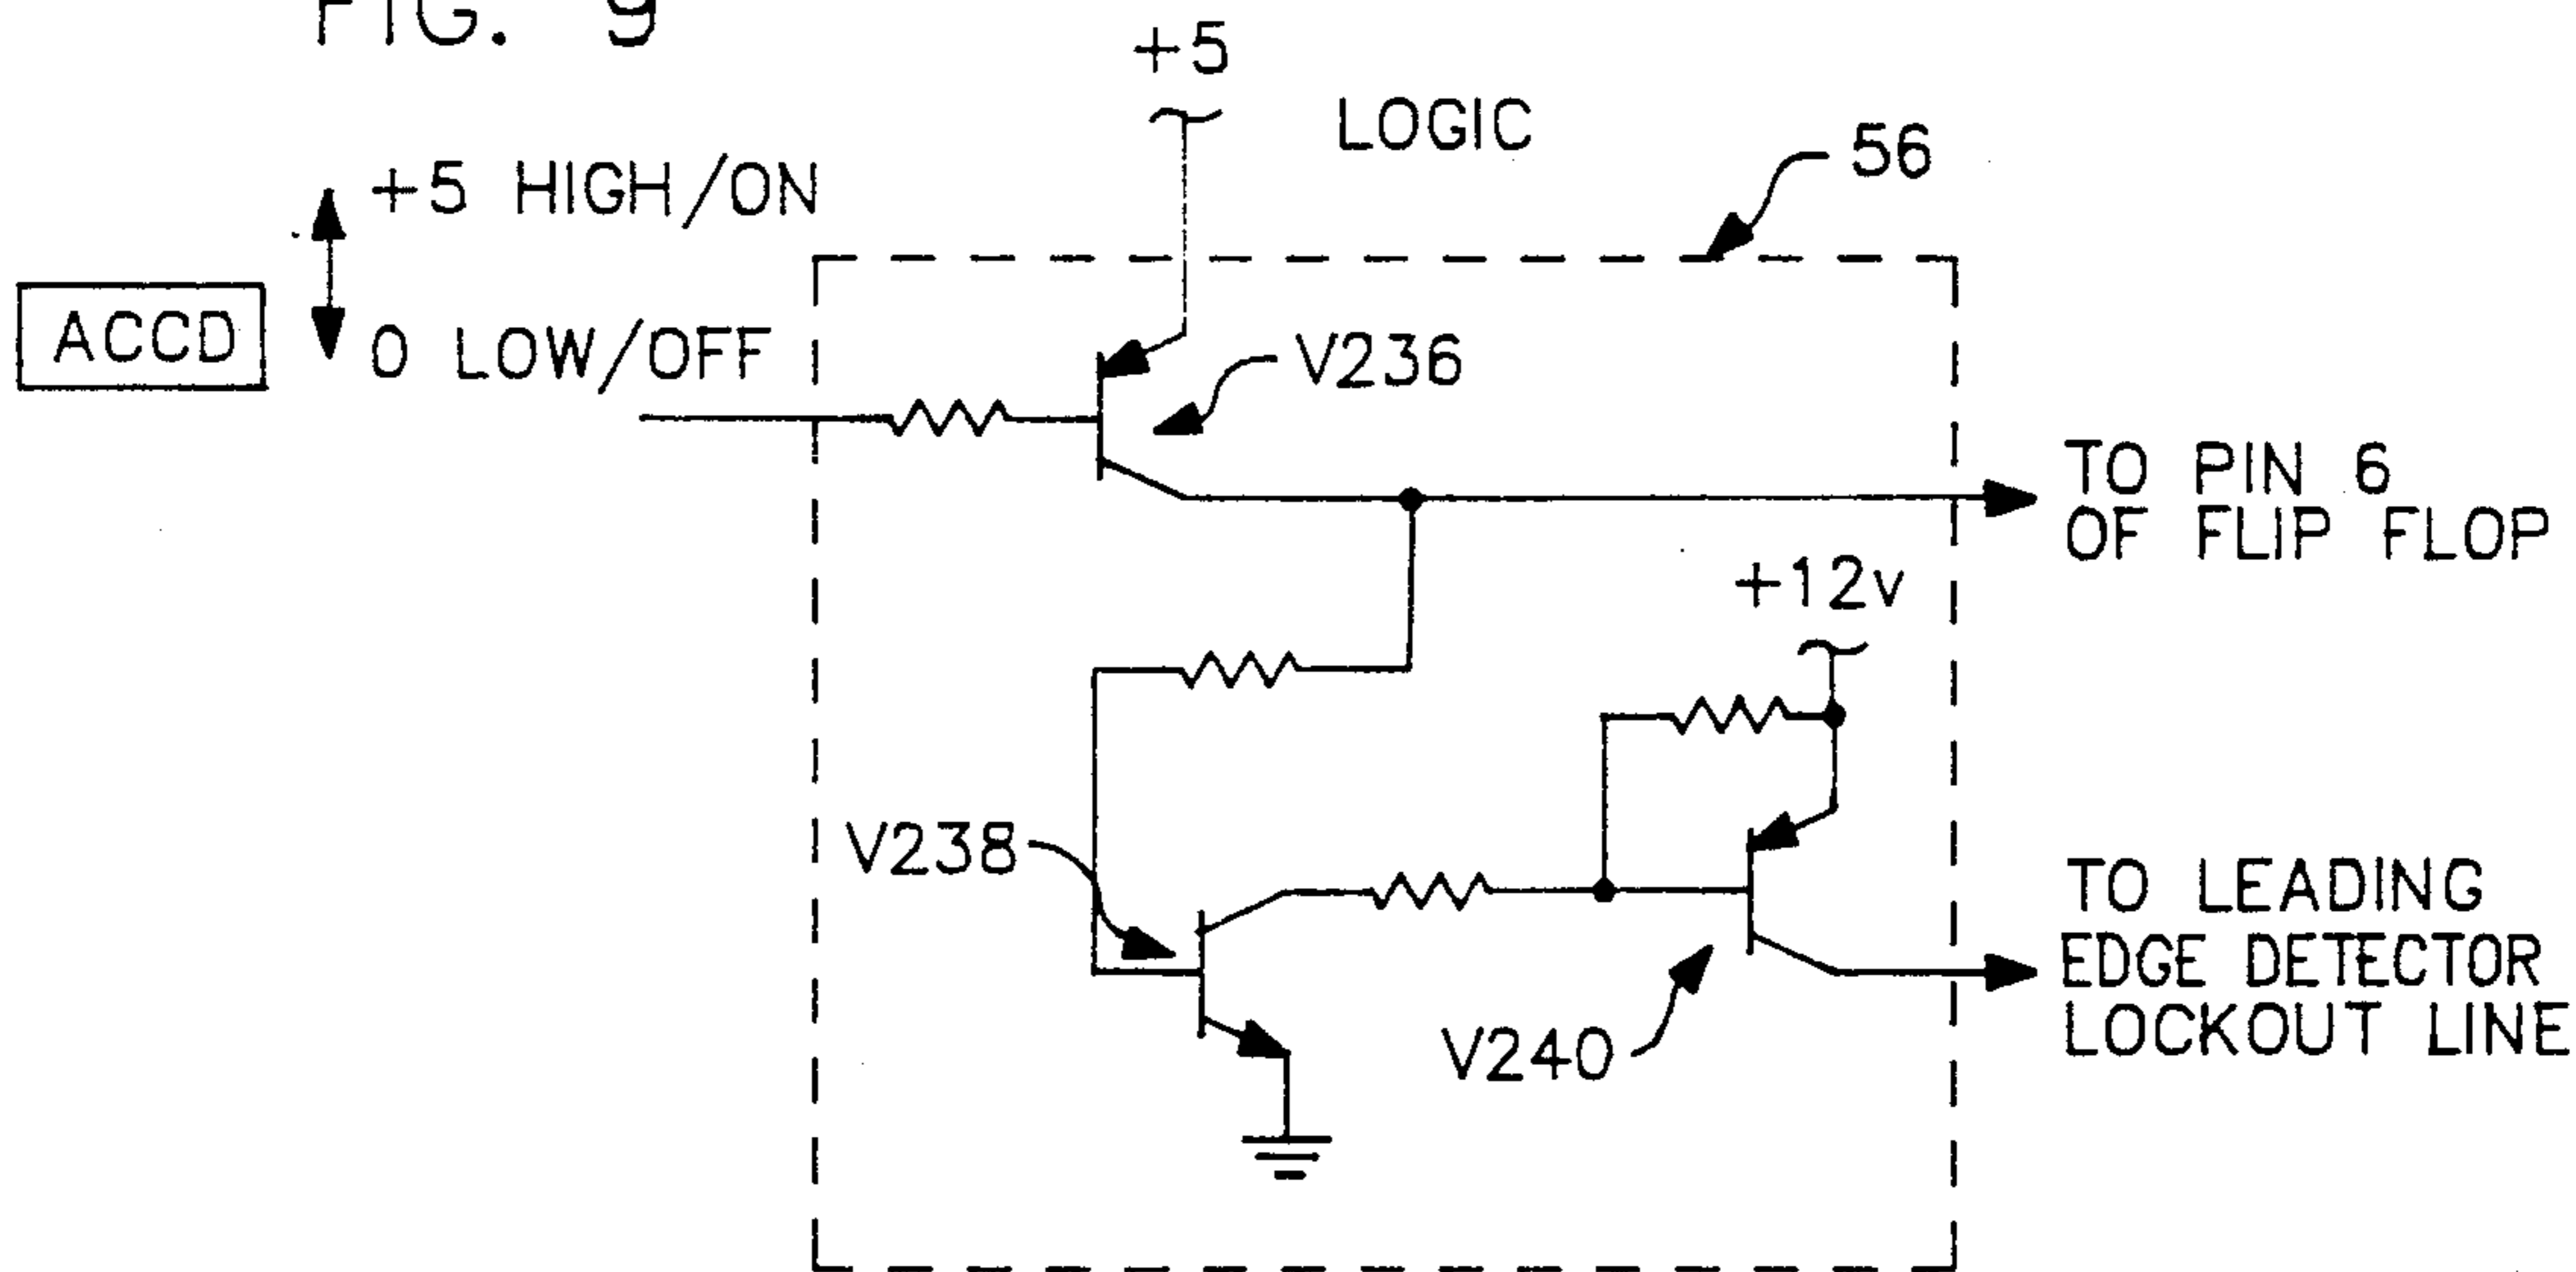 FIG. 9
+5
LOGIC
56
+5 HIGH/ON
ACCD
0 LOW/OFF
V236
TO PIN 6
OF FLIP FLOP
+12v
V238
V240
TO LEADING
EDGE DETECTOR
LOCKOUT LINE